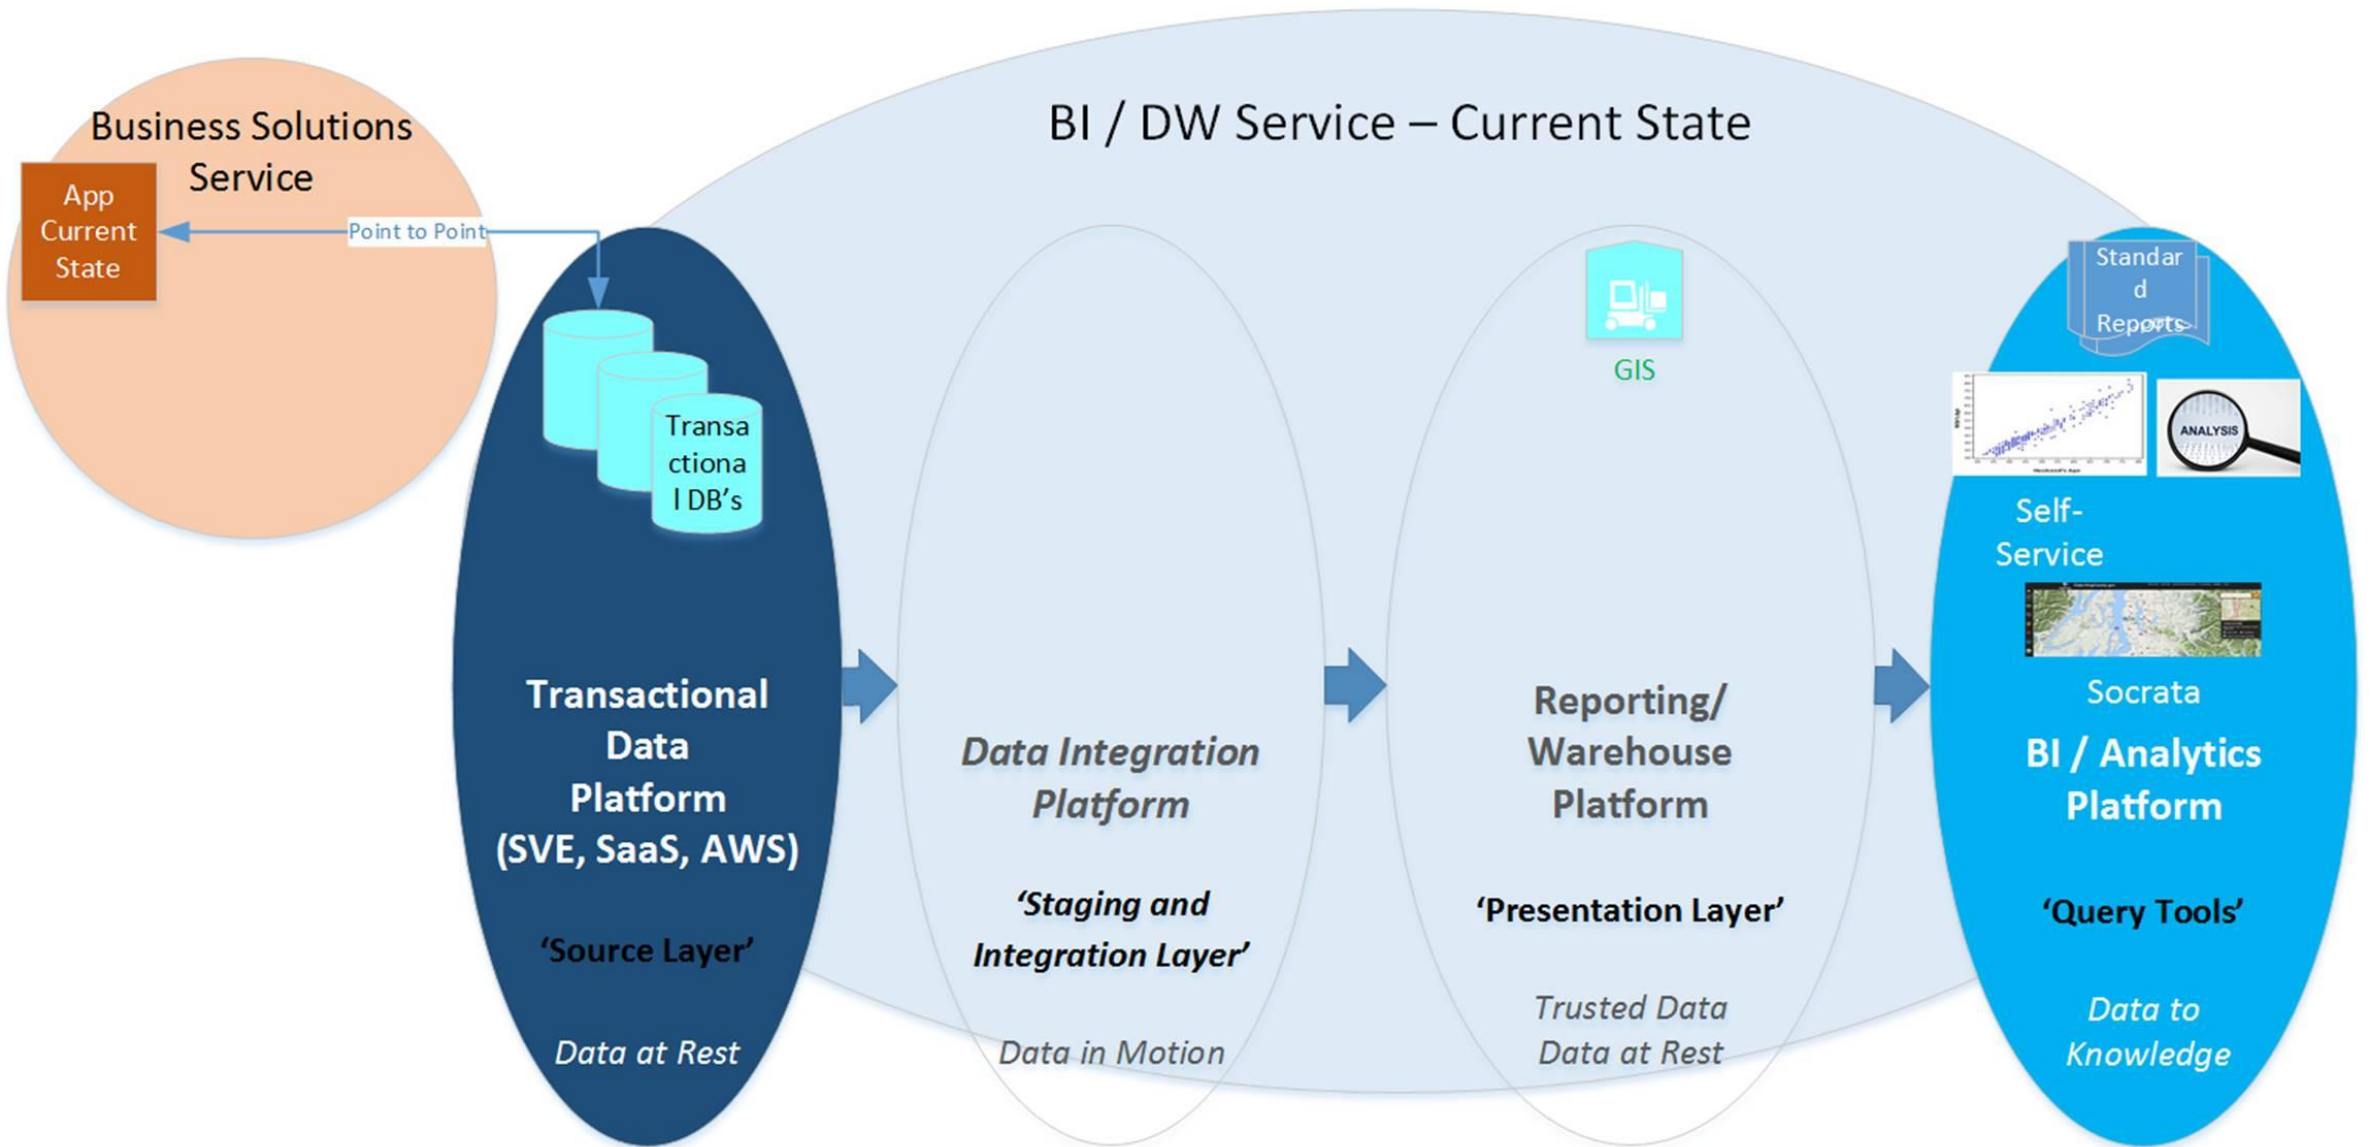 BI / DW Service – Current State
Business Solutions
Service
App
Current
State
Point to Point
Transa
ctiona
l DB's
Transactional
Data
Platform
(SVE, SaaS, AWS)
'Source Layer'
Data at Rest
Data Integration
Platform
'Staging and
Integration Layer'
Data in Motion
GIS
Reporting/
Warehouse
Platform
'Presentation Layer'
Trusted Data
Data at Rest
Standar
d
Reports
ANALYSIS
Self-
Service
Socrata
BI / Analytics
Platform
'Query Tools'
Data to
Knowledge